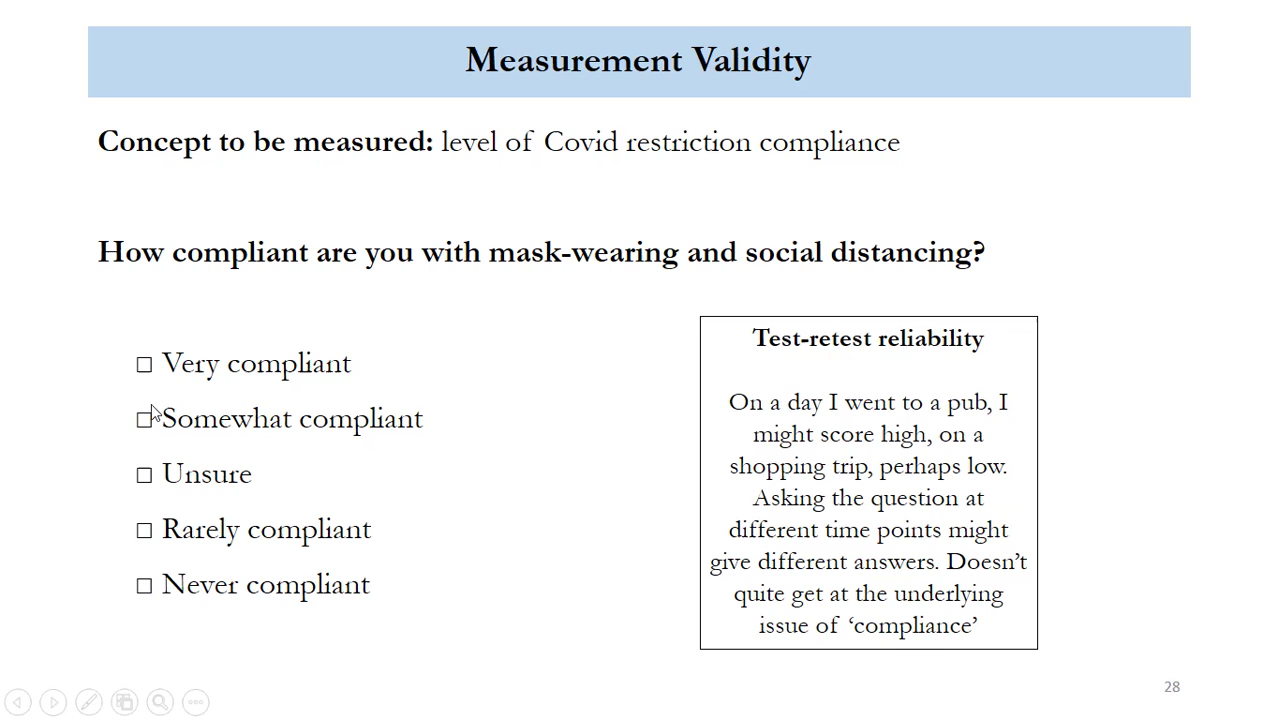 Measurement Validity
Concept to be measured: level of Covid restriction compliance
How compliant are you with mask-wearing and social distancing?
□ Very compliant
□ Somewhat compliant
□ Unsure
□ Rarely compliant
□ Never compliant
Test-retest reliability
On a day I went to a pub, I
might score high, on a
shopping trip, perhaps low.
Asking the question at
different time points might
give different answers. Doesn’t
quite get at the underlying
issue of ‘compliance’
28